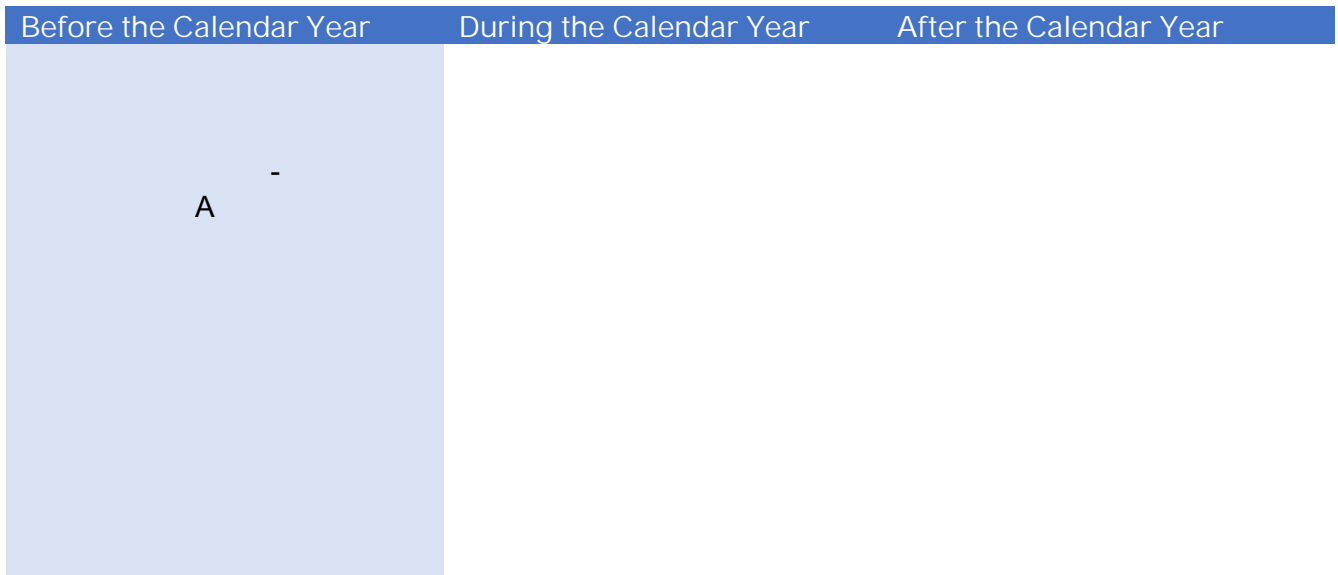 Before the Calendar Year During the Calendar Year After the Calendar Year
-
A